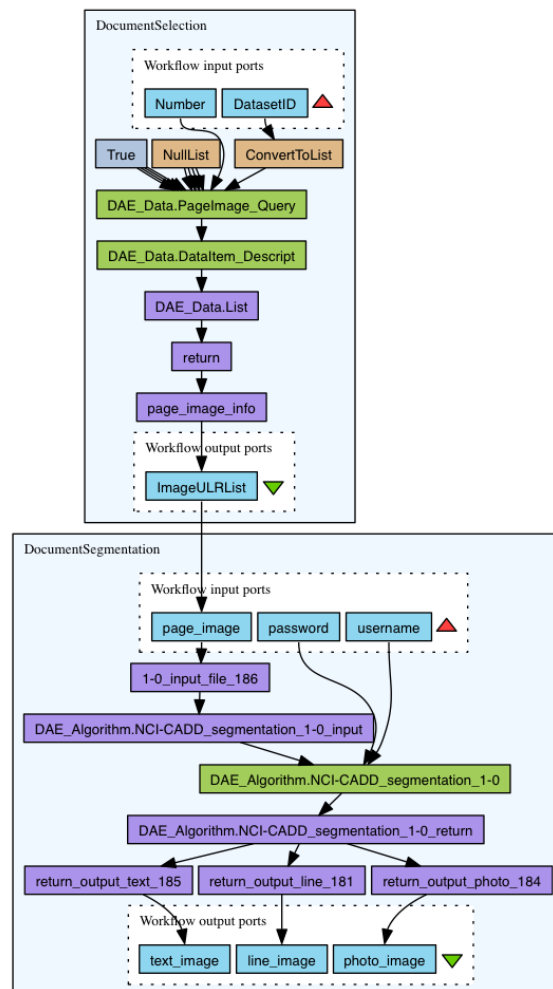 DocumentSelection
Workflow input ports
Number DatasetID
True NullList ConvertToList
DAE_Data.PageImage_Query
DAE_Data.DataItem_Descript
DAE_Data.List
return
page_image_info
Workflow output ports
ImageULRList
DocumentSegmentation
Workflow input ports
page_image password username
1-0_input_file_186
DAE_Algorithm.NCI-CADD_segmentation_1-0_input
DAE_Algorithm.NCI-CADD_segmentation_1-0
DAE_Algorithm.NCI-CADD_segmentation_1-0_return
return_output_text_185 return_output_line_181 return_output_photo_184
Workflow output ports
text_image line_image photo_image